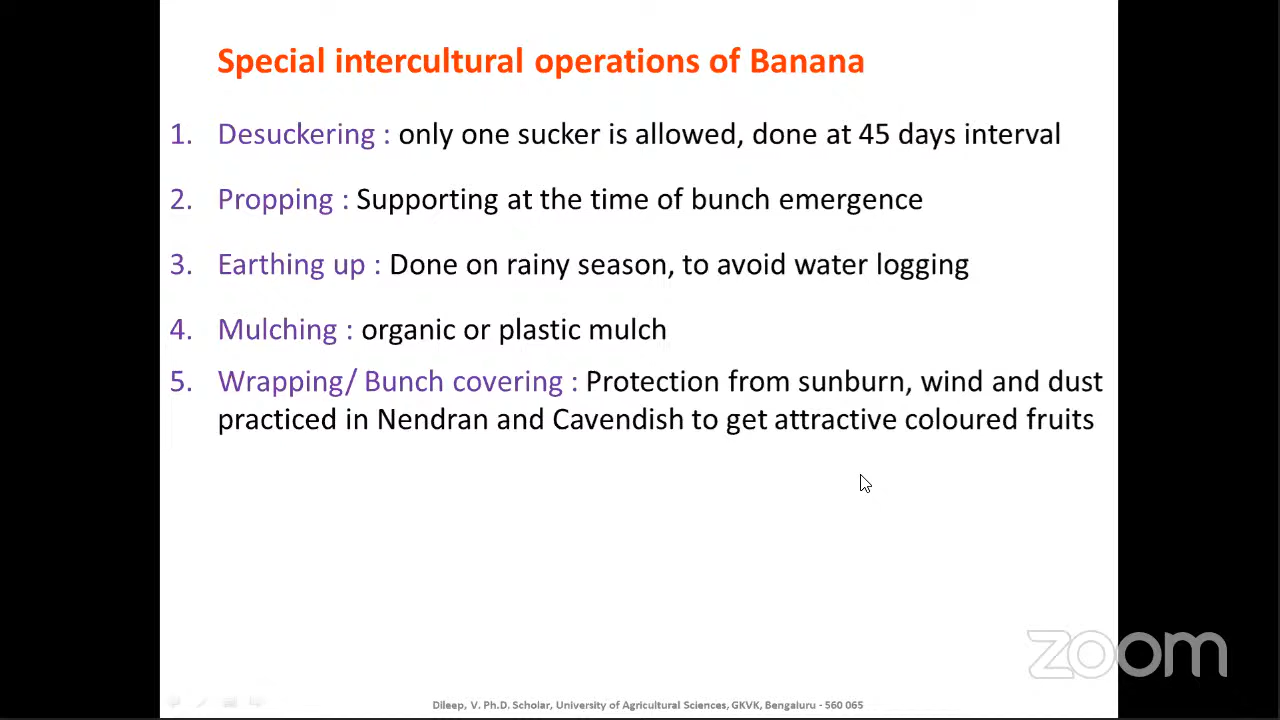 Special intercultural operations of Banana
1. Desuckering : only one sucker is allowed, done at 45 days interval
2. Propping : Supporting at the time of bunch emergence
3. Earthing up : Done on rainy season, to avoid water logging
4. Mulching : organic or plastic mulch
5. Wrapping/ Bunch covering : Protection from sunburn, wind and dust
practiced in Nendran and Cavendish to get attractive coloured fruits
zoom
Dileep, V. Ph.D. Scholar, University of Agricultural Sciences, GKVK, Bengaluru - 560 065